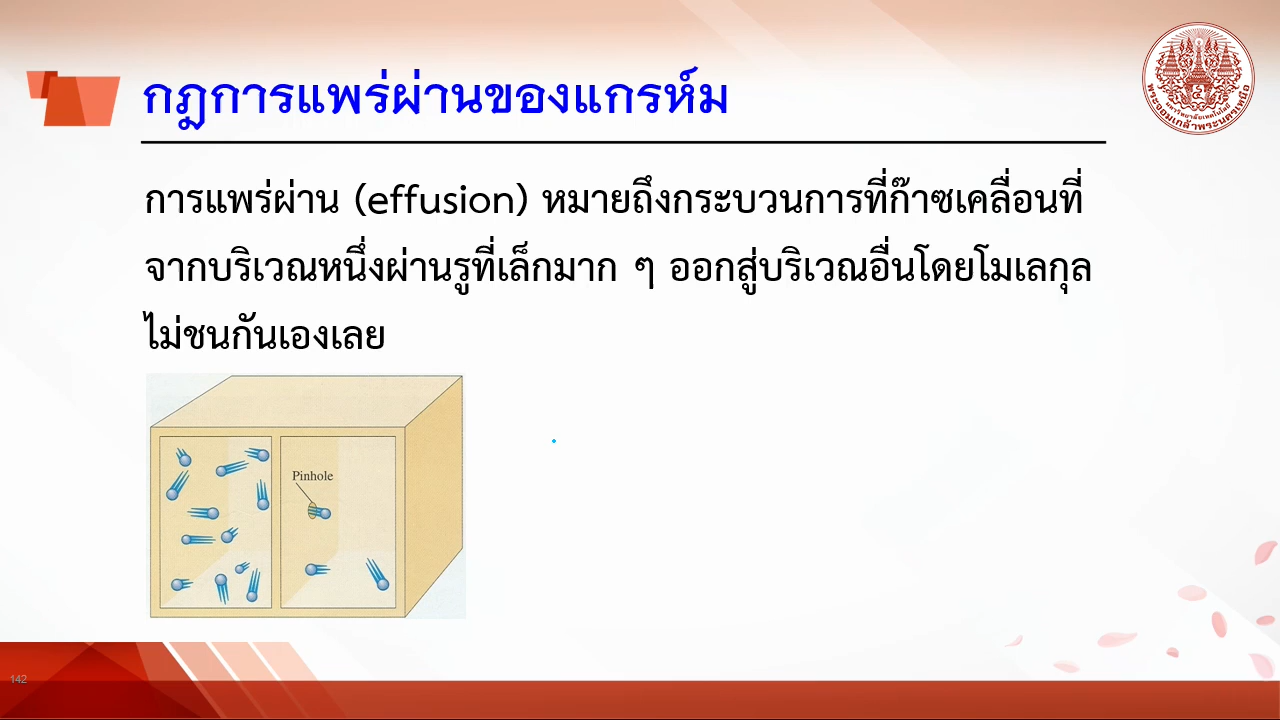 กฎการแพร่ผ่านของแกรห์ม
การแพร่ผ่าน (effusion) หมายถึงกระบวนการที่ก๊าซเคลื่อนที่
จากบริเวณหนึ่งผ่านรูที่เล็กมาก ๆ ออกสู่บริเวณอื่นโดยโมเลกุล
ไม่ชนกันเองเลย
Pinhole
142